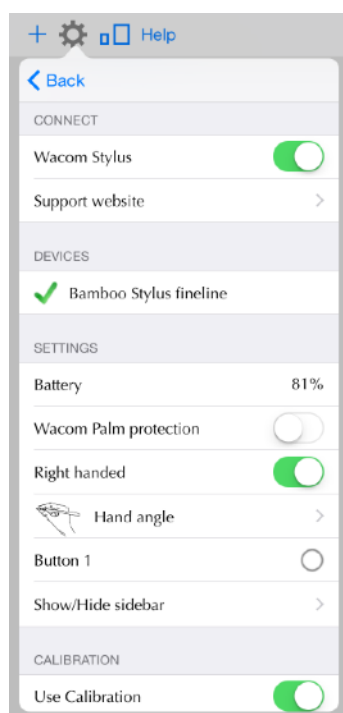 Help
Back
CONNECT
Wacom Stylus
Support website
DEVICES
Bamboo Stylus fineline
SETTINGS
Battery 81%
Wacom Palm protection
Right handed
Hand angle
Button 1
Show/Hide sidebar
CALIBRATION
Use Calibration